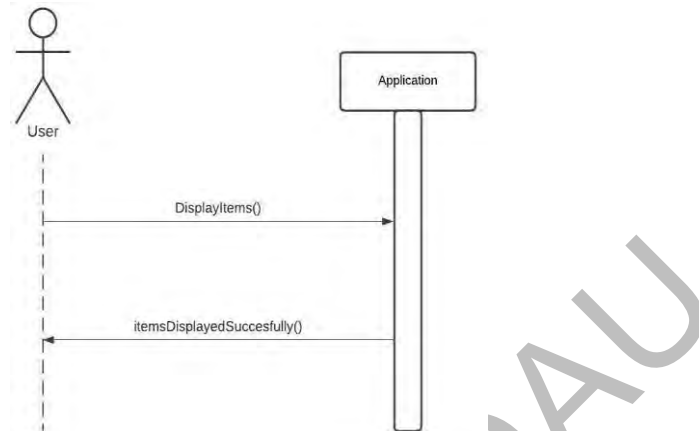 Application
User
DisplayItems()
itemsDisplayedSuccesfully()
AU